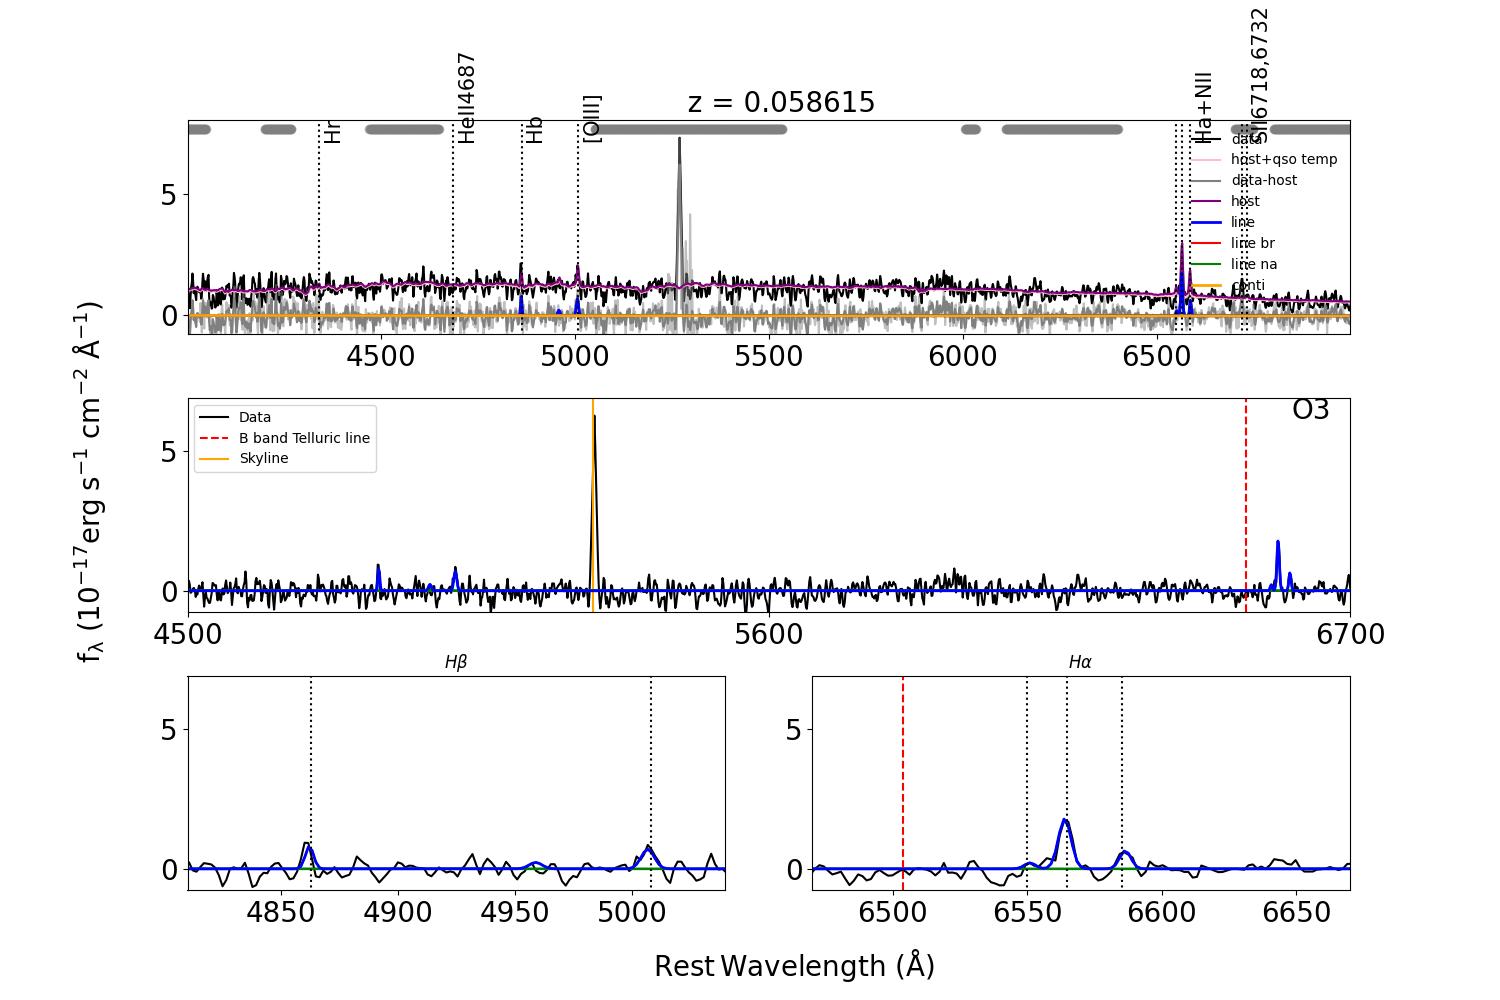 z = 0.058615
Hr
HeII4687
Hb
[OIII]
Ha+NII
SII6718,6732
data
host+qso temp
data-host
host
line
line br
line na
conti
5
0
4500
5000
5500
6000
6500
f_λ (10^−17 erg s^−1 cm^−2 Å^−1)
Data
B band Telluric line
Skyline
O3
5
0
4500
5600
6700
Hβ
5
0
4850
4900
4950
5000
Hα
5
0
6500
6550
6600
6650
Rest Wavelength (Å)